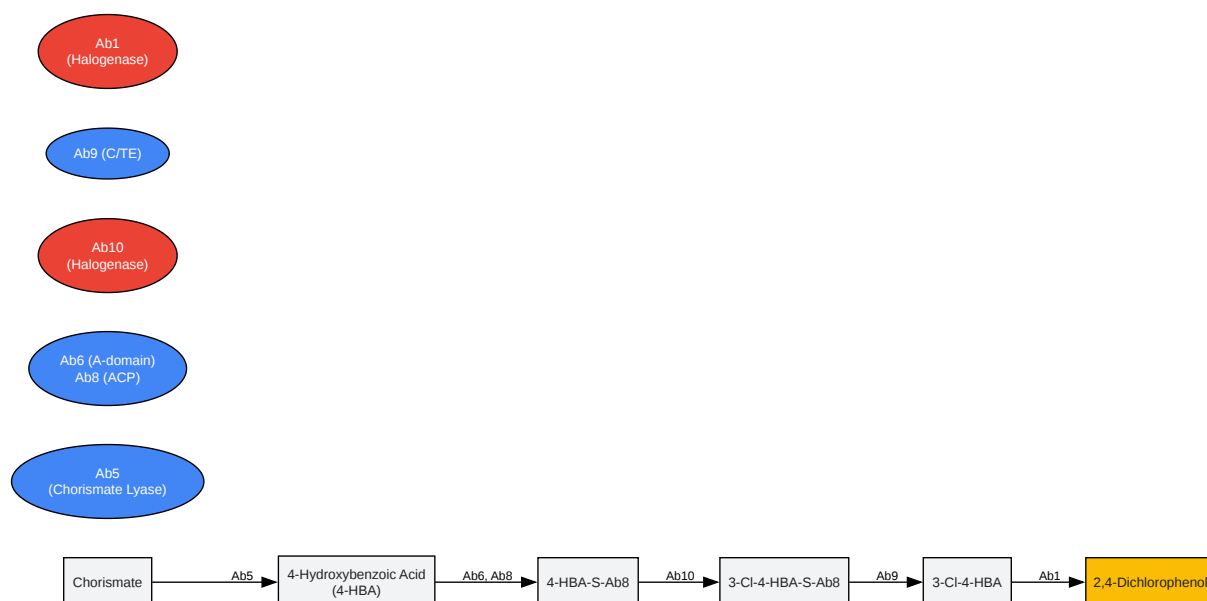 Ab1
(Halogenase)
Ab9 (C/TE)
Ab10
(Halogenase)
Ab6 (A-domain)
Ab8 (ACP)
Ab5
(Chorismate Lyase)
Chorismate
Ab5
4-Hydroxybenzoic Acid
(4-HBA)
Ab6, Ab8
4-HBA-S-Ab8
Ab10
3-Cl-4-HBA-S-Ab8
Ab9
3-Cl-4-HBA
Ab1
2,4-Dichlorophenol